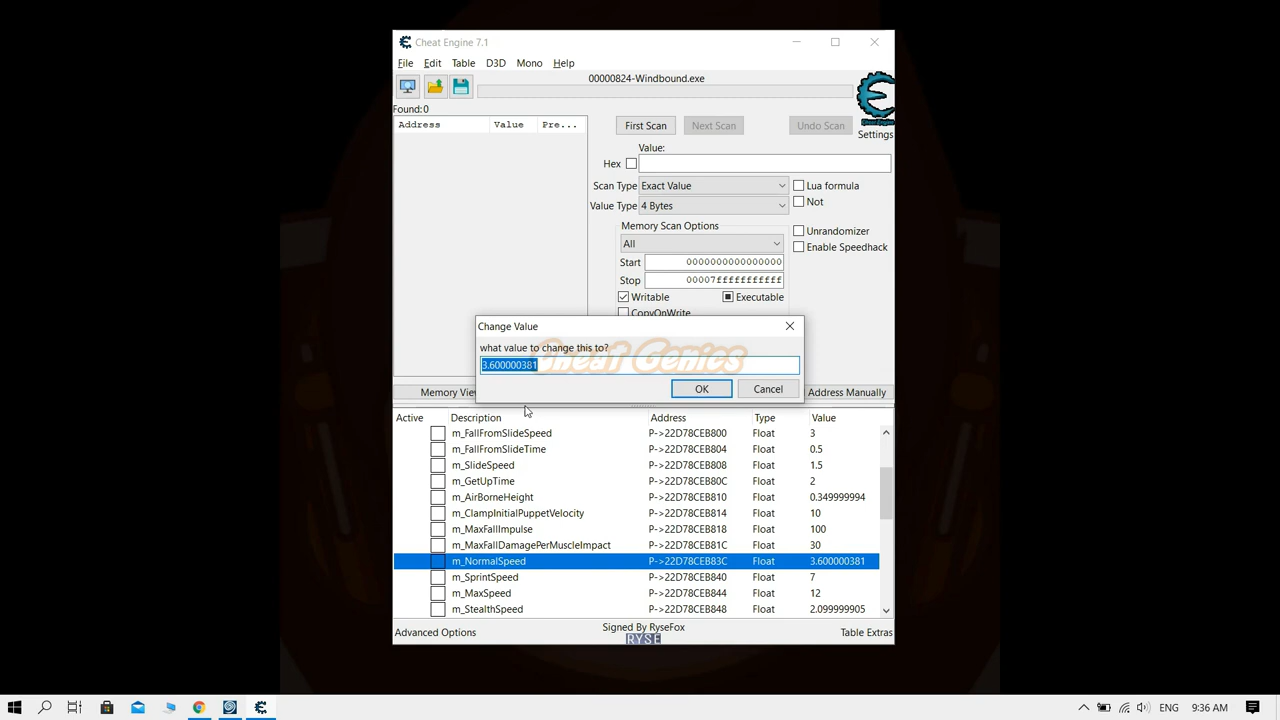 Cheat Engine 7.1
File Edit Table D3D Mono Help
00000824-Windbound.exe
Found:0
Address Value Pre...
First Scan Next Scan Undo Scan
Settings
Value:
Hex
Scan Type Exact Value Lua formula
Value Type 4 Bytes Not
Memory Scan Options
All
Unrandomizer
Enable Speedhack
Start 0000000000000000
Stop 00007fffffffffff
Writable Executable
CopyOnWrite
Change Value
what value to change this to?
Cheat Genics
3.600000381
OK Cancel
Memory Vie Address Manually
Active Description Address Type Value
m_FallFromSlideSpeed P->22D78CEB800 Float 3
m_FallFromSlideTime P->22D78CEB804 Float 0.5
m_SlideSpeed P->22D78CEB808 Float 1.5
m_GetUpTime P->22D78CEB80C Float 2
m_AirBorneHeight P->22D78CEB810 Float 0.349999994
m_ClampInitialPuppetVelocity P->22D78CEB814 Float 10
m_MaxFallImpulse P->22D78CEB818 Float 100
m_MaxFallDamagePerMuscleImpact P->22D78CEB81C Float 30
m_NormalSpeed P->22D78CEB83C Float 3.600000381
m_SprintSpeed P->22D78CEB840 Float 7
m_MaxSpeed P->22D78CEB844 Float 12
m_StealthSpeed P->22D78CEB848 Float 2.099999905
Advanced Options Signed By RyseFox Table Extras
RYSE
ENG 9:36 AM